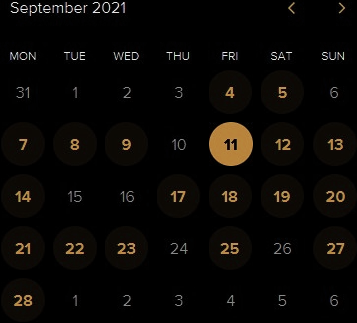 September 2021
MON TUE WED THU FRI SAT SUN
31 1 2 3 4 5 6
7 8 9 10 11 12 13
14 15 16 17 18 19 20
21 22 23 24 25 26 27
28 1 2 3 4 5 6